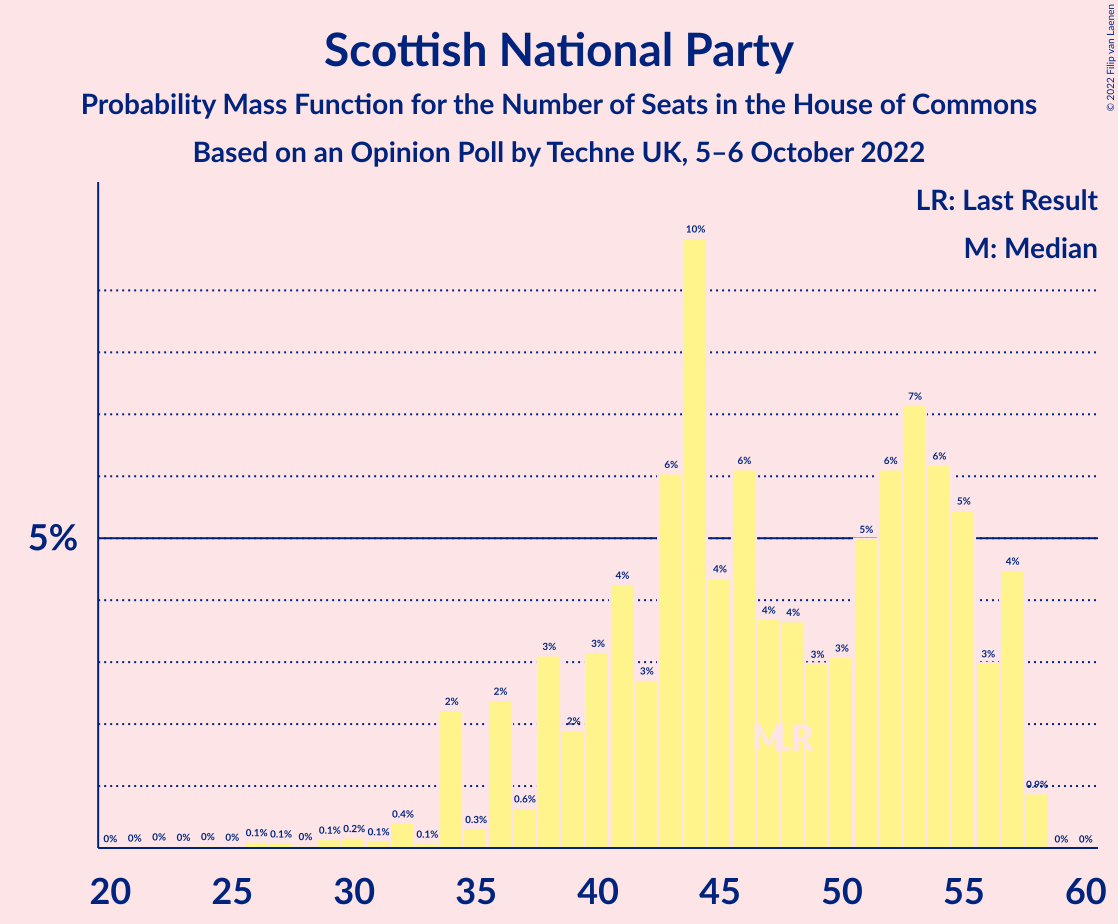 Scottish National Party
Probability Mass Function for the Number of Seats in the House of Commons
Based on an Opinion Poll by Techne UK, 5–6 October 2022
© 2022 Filip van Laenen
LR: Last Result
M: Median
5%
0% 0% 0% 0% 0% 0% 0.1% 0.1% 0% 0.1% 0.2% 0.1% 0.4% 0.1% 2% 0.3% 2% 0.6% 3% 2% 3% 4% 3% 6% 10% 4% 6% 4% 4% 3% 3% 5% 6% 7% 6% 5% 3% 4% 0.9% 0% 0%
M LR
20 25 30 35 40 45 50 55 60